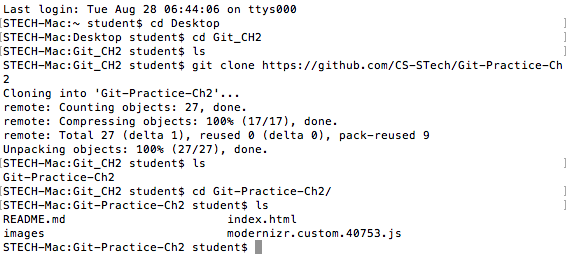 Last login: Tue Aug 28 06:44:06 on ttys000
[STECH-Mac:~ student$ cd Desktop ]
[STECH-Mac:Desktop student$ cd Git_CH2 ]
[STECH-Mac:Git_CH2 student$ ls ]
[STECH-Mac:Git_CH2 student$ git clone https://github.com/CS-STech/Git-Practice-Ch]
2
Cloning into 'Git-Practice-Ch2'...
remote: Counting objects: 27, done.
remote: Compressing objects: 100% (17/17), done.
remote: Total 27 (delta 1), reused 0 (delta 0), pack-reused 9
Unpacking objects: 100% (27/27), done.
[STECH-Mac:Git_CH2 student$ ls ]
Git-Practice-Ch2
[STECH-Mac:Git_CH2 student$ cd Git-Practice-Ch2/ ]
[STECH-Mac:Git-Practice-Ch2 student$ ls ]
README.md index.html
images modernizr.custom.40753.js
STECH-Mac:Git-Practice-Ch2 student$